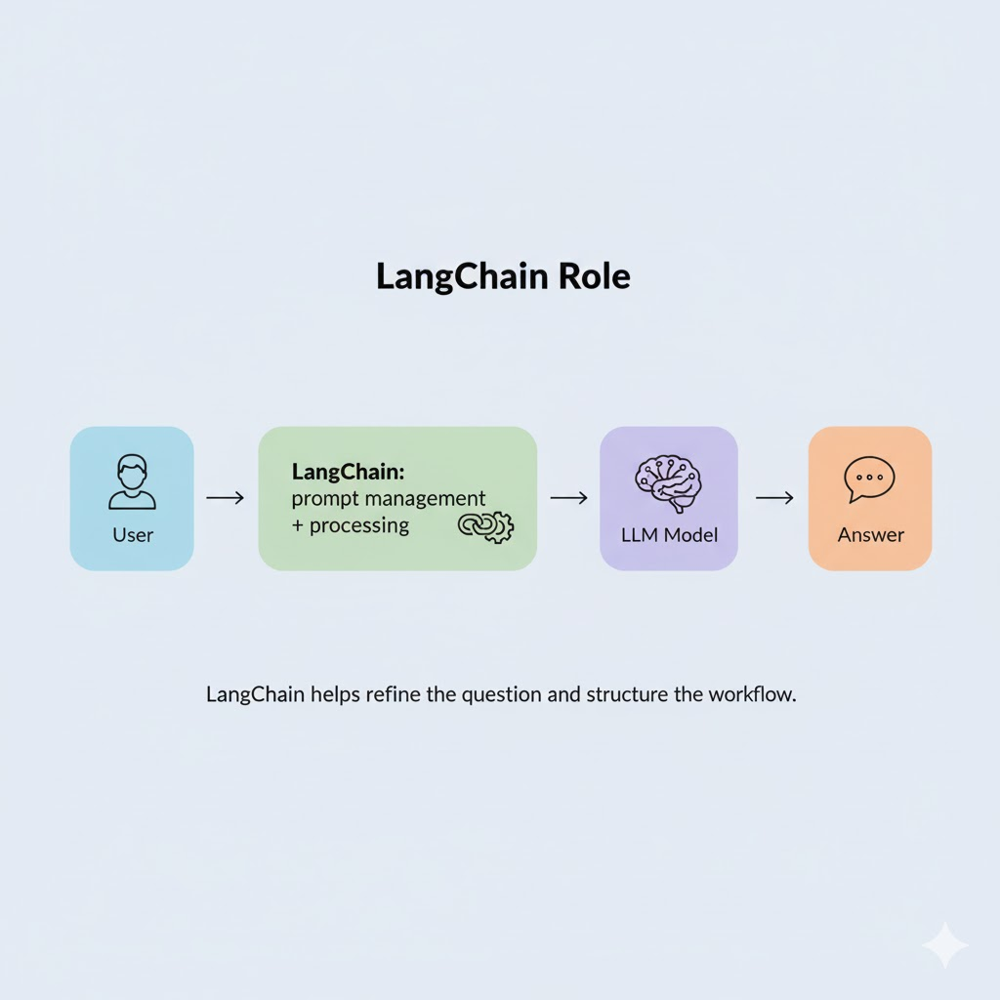 LangChain Role
User
LangChain:
prompt management
+ processing
LLM Model
Answer
LangChain helps refine the question and structure the workflow.